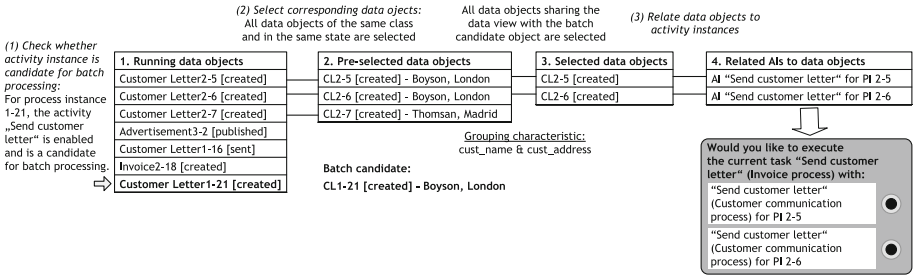 (2) Select corresponding data ojects:
All data objects of the same class
and in the same state are selected
All data objects sharing the
data view with the batch
candidate object are selected
(3) Relate data objects to
activity instances
(1) Check whether
activity instance is
candidate for batch
processing:
For process instance
1-21, the activity
„Send customer
letter“ is enabled
and is a candidate
for batch processing.
1. Running data objects
Customer Letter2-5 [created]
Customer Letter2-6 [created]
Customer Letter2-7 [created]
Advertisement3-2 [published]
Customer Letter1-16 [sent]
Invoice2-18 [created]
Customer Letter1-21 [created]
2. Pre-selected data objects
CL2-5 [created] - Boyson, London
CL2-6 [created] - Boyson, London
CL2-7 [created] - Thomsan, Madrid
3. Selected data objects
CL2-5 [created]
CL2-6 [created]
4. Related AIs to data objects
AI “Send customer letter“ for PI 2-5
AI “Send customer letter“ for PI 2-6
Grouping characteristic:
cust_name & cust_address
Batch candidate:
CL1-21 [created] - Boyson, London
Would you like to execute
the current task “Send customer
letter“ (Invoice process) with:
“Send customer letter“
(Customer communication
process) for PI 2-5
“Send customer letter“
(Customer communication
process) for PI 2-6